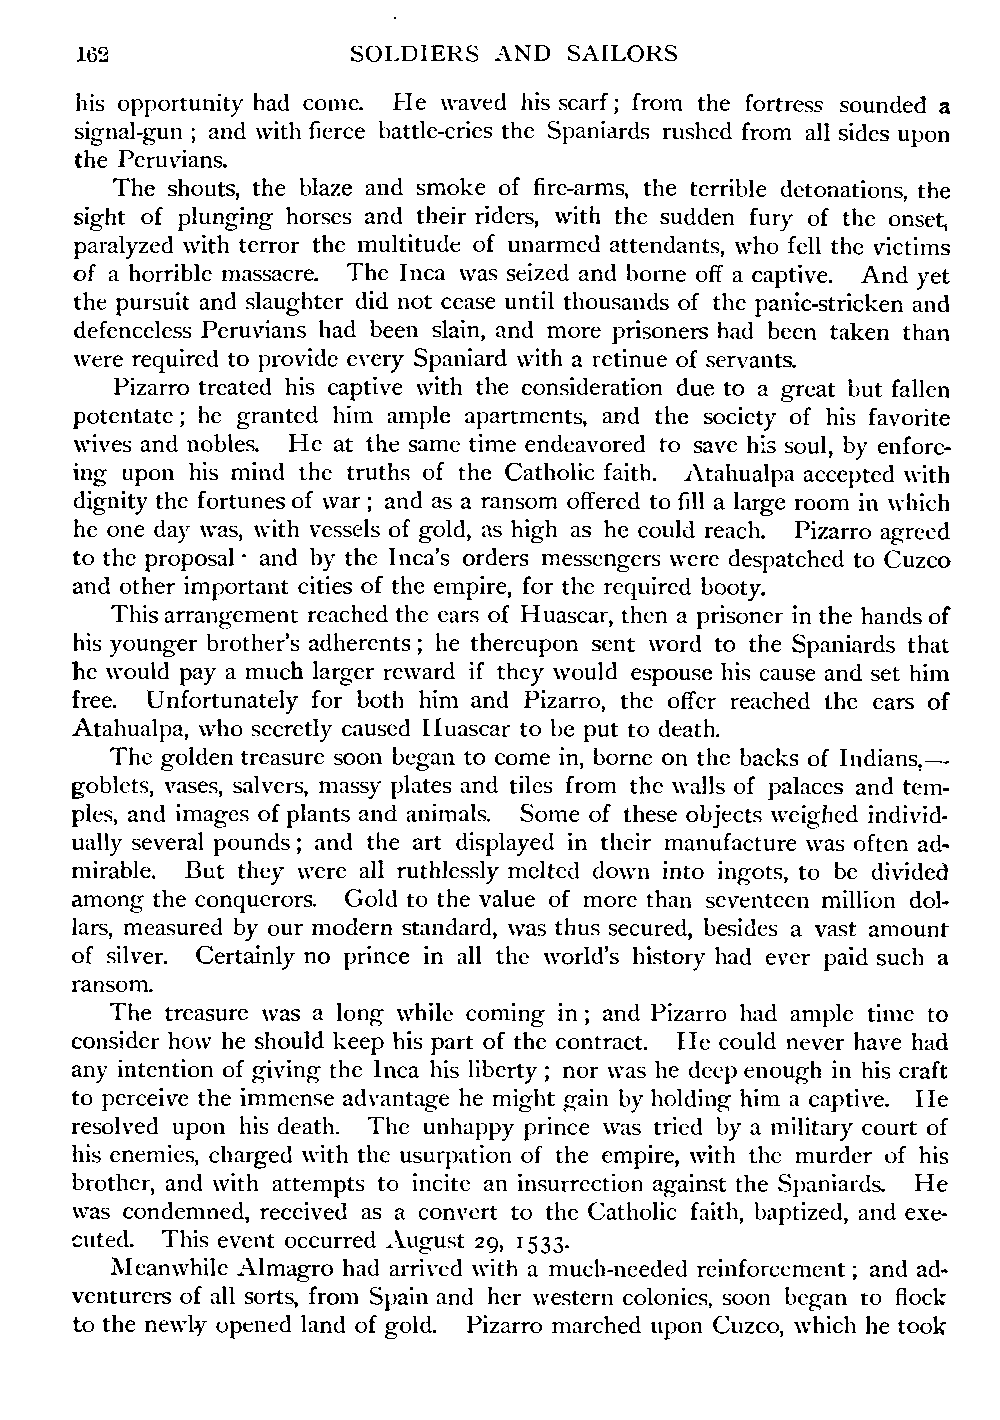 162 SOLDIERS AND SAILORS
his opportunity had come. He waved his scarf; from the fortress sounded a
signal-gun ; and with fierce battle-cries the Spaniards rushed from all sides upon
the Peruvians.
The shouts, the blaze and smoke of fire-arms, the terrible detonations, the
sight of plunging horses and their riders, with the sudden fury of the onset,
paralyzed with terror the multitude of unarmed attendants, who fell the victims
of a horrible massacre. The Inca was seized and borne off a captive. And yet
the pursuit and slaughter did not cease until thousands of the panic-stricken and
defenceless Peruvians had been slain, and more prisoners had been taken than
were required to provide every Spaniard with a retinue of servants.
Pizarro treated his captive with the consideration due to a great but fallen
potentate ; he granted him ample apartments, and the society of his favorite
wives and nobles. He at the same time endeavored to save his soul, by enforc-
ing upon his mind the truths of the Catholic faith. Atahualpa accepted with
dignity the fortunes of war ; and as a ransom offered to fill a large room in which
he one day was, with vessels of gold, as high as he could reach. Pizarro agreed
to the proposal · and by the Inca's orders messengers were despatched to Cuzco
and other important cities of the empire, for the required booty.
This arrangement reached the ears of Huascar, then a prisoner in the hands of
his younger brother's adherents ; he thereupon sent word to the Spaniards that
he would pay a much larger reward if they would espouse his cause and set him
free. Unfortunately for both him and Pizarro, the offer reached the ears of
Atahualpa, who secretly caused Huascar to be put to death.
The golden treasure soon began to come in, borne on the backs of Indians,—
goblets, vases, salvers, massy plates and tiles from the walls of palaces and tem-
ples, and images of plants and animals. Some of these objects weighed individ-
ually several pounds ; and the art displayed in their manufacture was often ad-
mirable. But they were all ruthlessly melted down into ingots, to be divided
among the conquerors. Gold to the value of more than seventeen million dol-
lars, measured by our modern standard, was thus secured, besides a vast amount
of silver. Certainly no prince in all the world's history had ever paid such a
ransom.
The treasure was a long while coming in ; and Pizarro had ample time to
consider how he should keep his part of the contract. He could never have had
any intention of giving the Inca his liberty ; nor was he deep enough in his craft
to perceive the immense advantage he might gain by holding him a captive. He
resolved upon his death. The unhappy prince was tried by a military court of
his enemies, charged with the usurpation of the empire, with the murder of his
brother, and with attempts to incite an insurrection against the Spaniards. He
was condemned, received as a convert to the Catholic faith, baptized, and exe-
cuted. This event occurred August 29, 1533.
Meanwhile Almagro had arrived with a much-needed reinforcement ; and ad-
venturers of all sorts, from Spain and her western colonies, soon began to flock
to the newly opened land of gold. Pizarro marched upon Cuzco, which he took